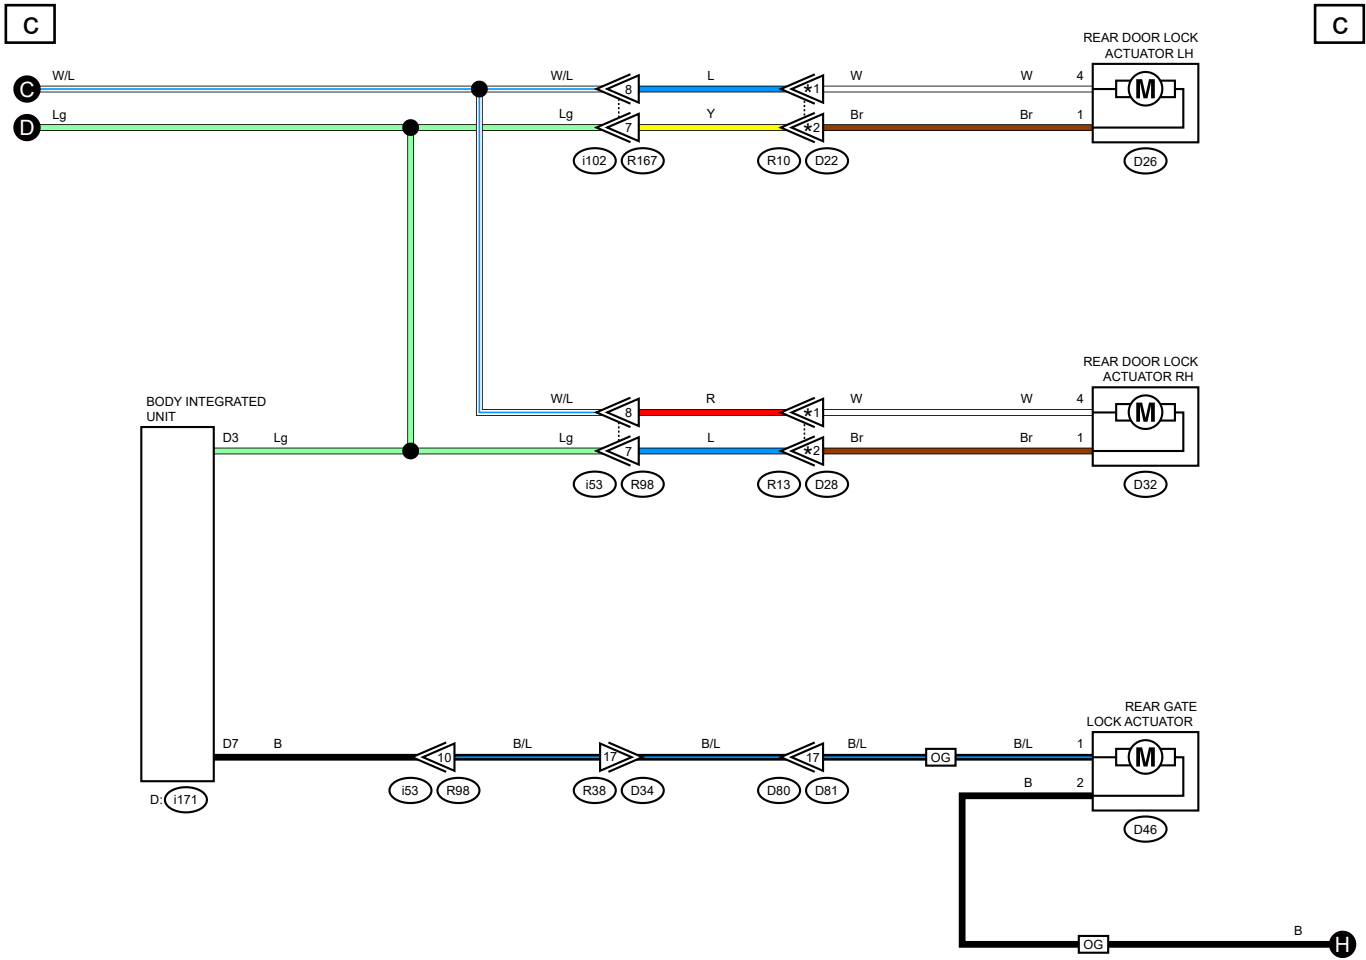 C C
REAR DOOR LOCK
ACTUATOR LH
C W/L W/L 8 L *1 W W 4 M
D Lg Lg 7 Y *2 Br Br 1
i102 R167 R10 D22 D26
REAR DOOR LOCK
ACTUATOR RH
W/L 8 R *1 W W 4 M
BODY INTEGRATED
UNIT
D3 Lg Lg 7 L *2 Br Br 1
i53 R98 R13 D28 D32
REAR GATE
LOCK ACTUATOR
D7 B 10 B/L 17 B/L 17 B/L OG B/L 1 M
B 2
D: i171 i53 R98 R38 D34 D80 D81
D46
OG B H